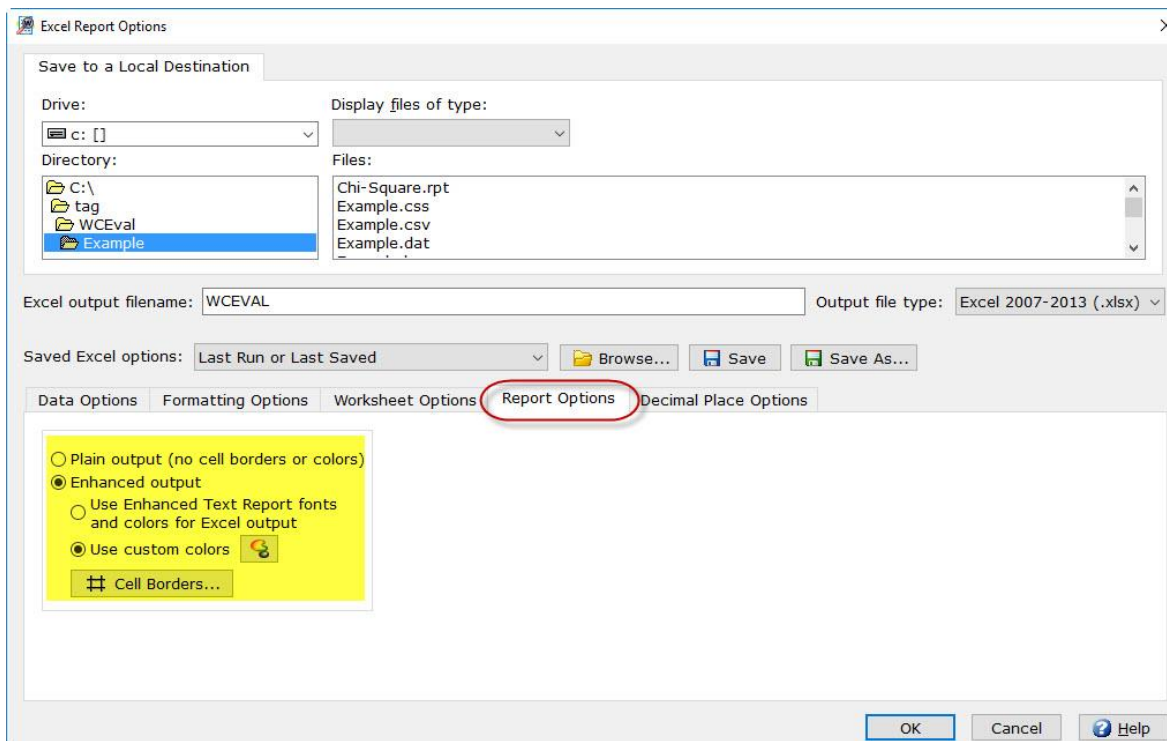 Excel Report Options
Save to a Local Destination
Drive:
Display files of type:
c: []
Directory:
Files:
C:\
tag
WCEval
Example
Chi-Square.rpt
Example.css
Example.csv
Example.dat
Excel output filename:
WCEVAL
Output file type:
Excel 2007-2013 (.xlsx)
Saved Excel options:
Last Run or Last Saved
Browse...
Save
Save As...
Data Options
Formatting Options
Worksheet Options
Report Options
Decimal Place Options
Plain output (no cell borders or colors)
Enhanced output
Use Enhanced Text Report fonts
and colors for Excel output
Use custom colors
Cell Borders...
OK
Cancel
Help